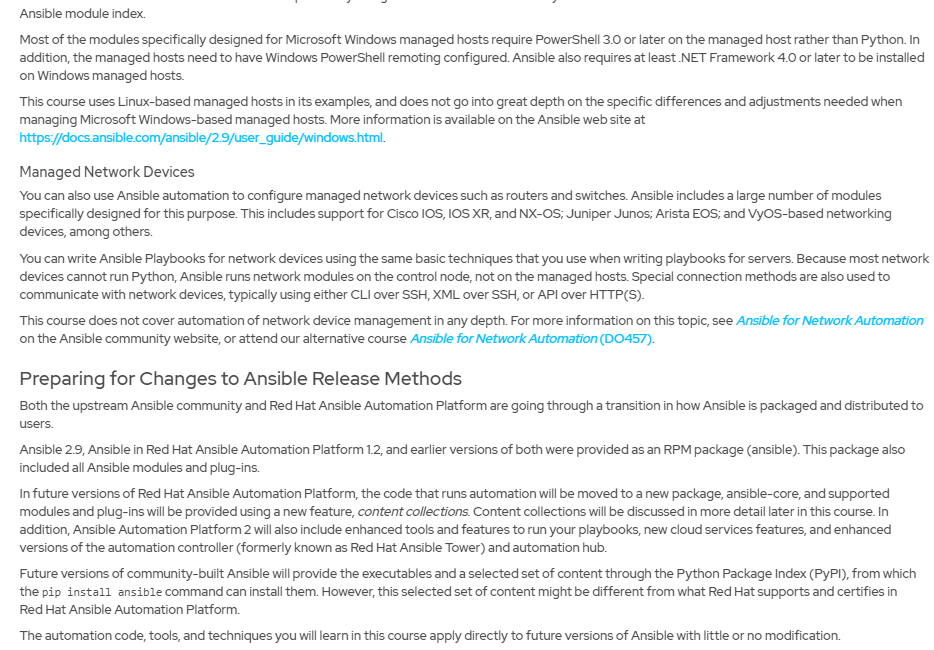 Ansible module index.
Most of the modules specifically designed for Microsoft Windows managed hosts require PowerShell 3.0 or later on the managed host rather than Python. In
addition, the managed hosts need to have Windows PowerShell remoting configured. Ansible also requires at least .NET Framework 4.0 or later to be installed
on Windows managed hosts.
This course uses Linux-based managed hosts in its examples, and does not go into great depth on the specific differences and adjustments needed when
managing Microsoft Windows-based managed hosts. More information is available on the Ansible web site at
https://docs.ansible.com/ansible/2.9/user_guide/windows.html.
Managed Network Devices
You can also use Ansible automation to configure managed network devices such as routers and switches. Ansible includes a large number of modules
specifically designed for this purpose. This includes support for Cisco IOS, IOS XR, and NX-OS; Juniper Junos; Arista EOS; and VyOS-based networking
devices, among others.
You can write Ansible Playbooks for network devices using the same basic techniques that you use when writing playbooks for servers. Because most network
devices cannot run Python, Ansible runs network modules on the control node, not on the managed hosts. Special connection methods are also used to
communicate with network devices, typically using either CLI over SSH, XML over SSH, or API over HTTP(S).
This course does not cover automation of network device management in any depth. For more information on this topic, see Ansible for Network Automation
on the Ansible community website, or attend our alternative course Ansible for Network Automation (DO457).
Preparing for Changes to Ansible Release Methods
Both the upstream Ansible community and Red Hat Ansible Automation Platform are going through a transition in how Ansible is packaged and distributed to
users.
Ansible 2.9, Ansible in Red Hat Ansible Automation Platform 1.2, and earlier versions of both were provided as an RPM package (ansible). This package also
included all Ansible modules and plug-ins.
In future versions of Red Hat Ansible Automation Platform, the code that runs automation will be moved to a new package, ansible-core, and supported
modules and plug-ins will be provided using a new feature, content collections. Content collections will be discussed in more detail later in this course. In
addition, Ansible Automation Platform 2 will also include enhanced tools and features to run your playbooks, new cloud services features, and enhanced
versions of the automation controller (formerly known as Red Hat Ansible Tower) and automation hub.
Future versions of community-built Ansible will provide the executables and a selected set of content through the Python Package Index (PyPI), from which
the pip install ansible command can install them. However, this selected set of content might be different from what Red Hat supports and certifies in
Red Hat Ansible Automation Platform.
The automation code, tools, and techniques you will learn in this course apply directly to future versions of Ansible with little or no modification.